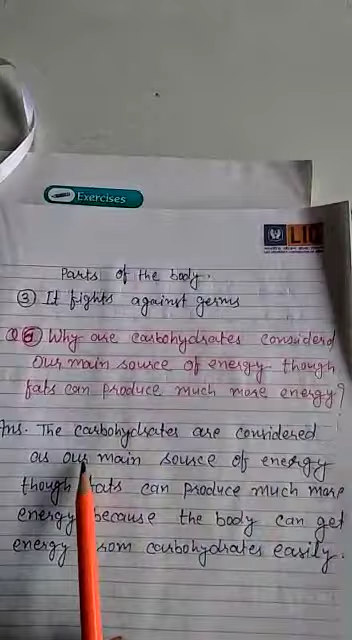 Exercises
LIC
Parts of the body.
③ It fights against germs
Q⑥ Why are carbohydrates considered
our main source of energy though
fats can produce much more energy?
Ans. The carbohydrates are considered
as our main source of energy
though fats can produce much more
energy because the body can get
energy from carbohydrates easily.